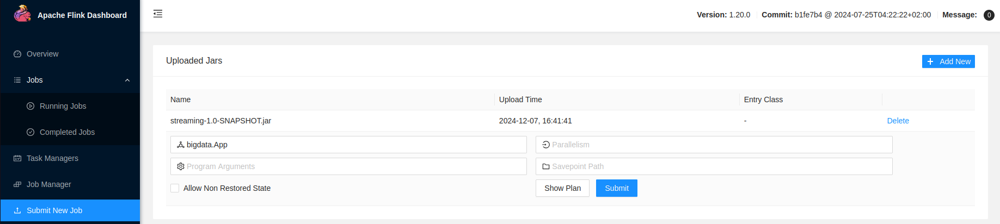 Apache Flink Dashboard
Version: 1.20.0 Commit: b1fe7b4 @ 2024-07-25T04:22:22+02:00 Message: 0
Overview
Jobs
Running Jobs
Completed Jobs
Task Managers
Job Manager
Submit New Job
Uploaded Jars
+ Add New
Name Upload Time Entry Class
streaming-1.0-SNAPSHOT.jar 2024-12-07, 16:41:41 - Delete
bigdata.App Parallelism
Program Arguments Savepoint Path
Allow Non Restored State Show Plan Submit